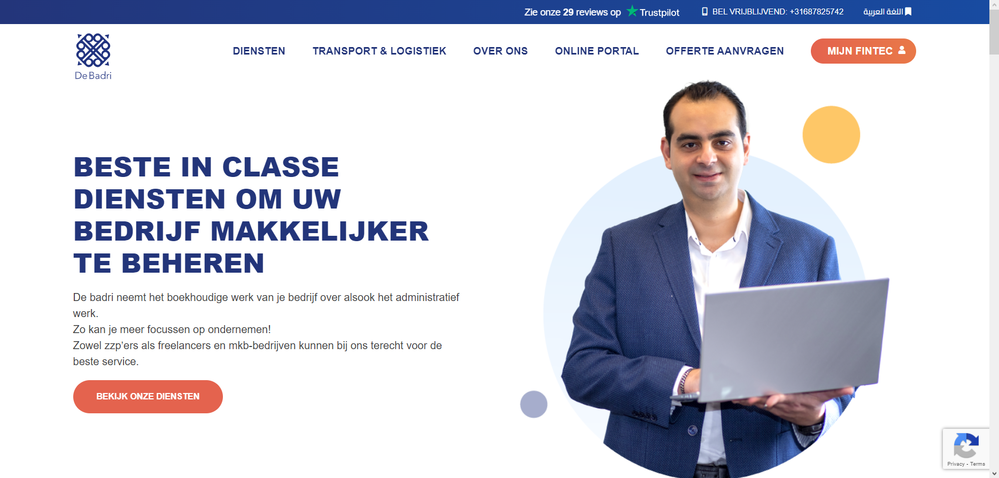 Zie onze 29 reviews op Trustpilot
BEL VRIJBLIJVEND: +31687825742
اللغة العربية
De Badri
DIENSTEN
TRANSPORT & LOGISTIEK
OVER ONS
ONLINE PORTAL
OFFERTE AANVRAGEN
MIJN FINTEC
BESTE IN CLASSE
DIENSTEN OM UW
BEDRIJF MAKKELIJKER
TE BEHEREN
De badri neemt het boekhoudige werk van je bedrijf over alsook het administratief
werk.
Zo kan je meer focussen op ondernemen!
Zowel zzp'ers als freelancers en mkb-bedrijven kunnen bij ons terecht voor de
beste service.
BEKIJK ONZE DIENSTEN
Privacy - Terms